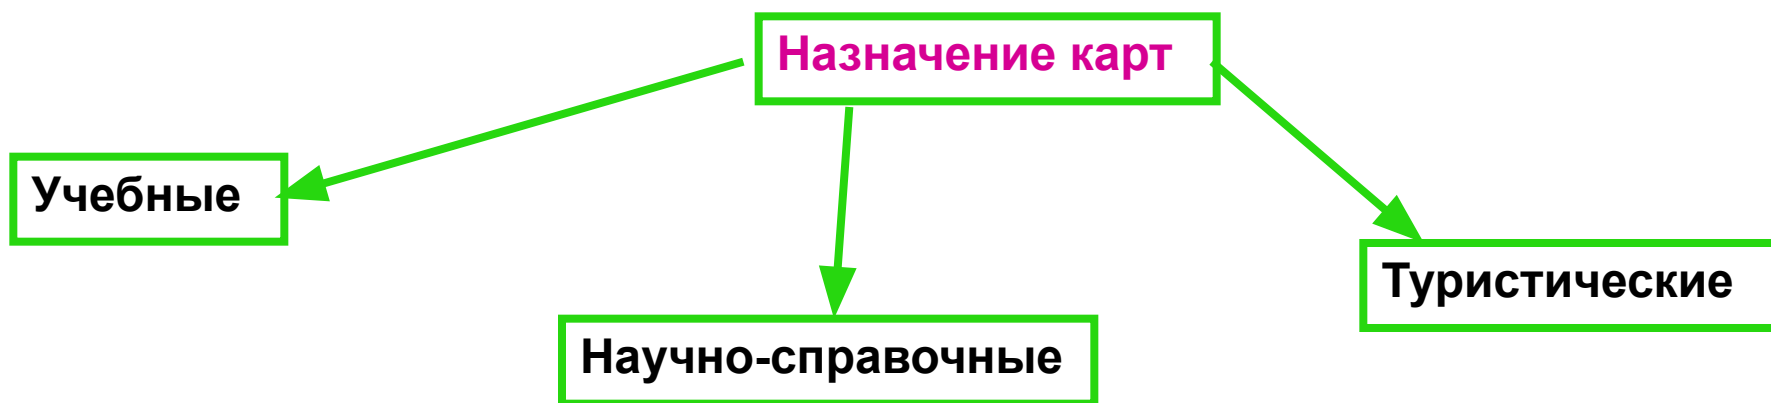 Назначение карт
Учебные
Туристические
Научно-справочные